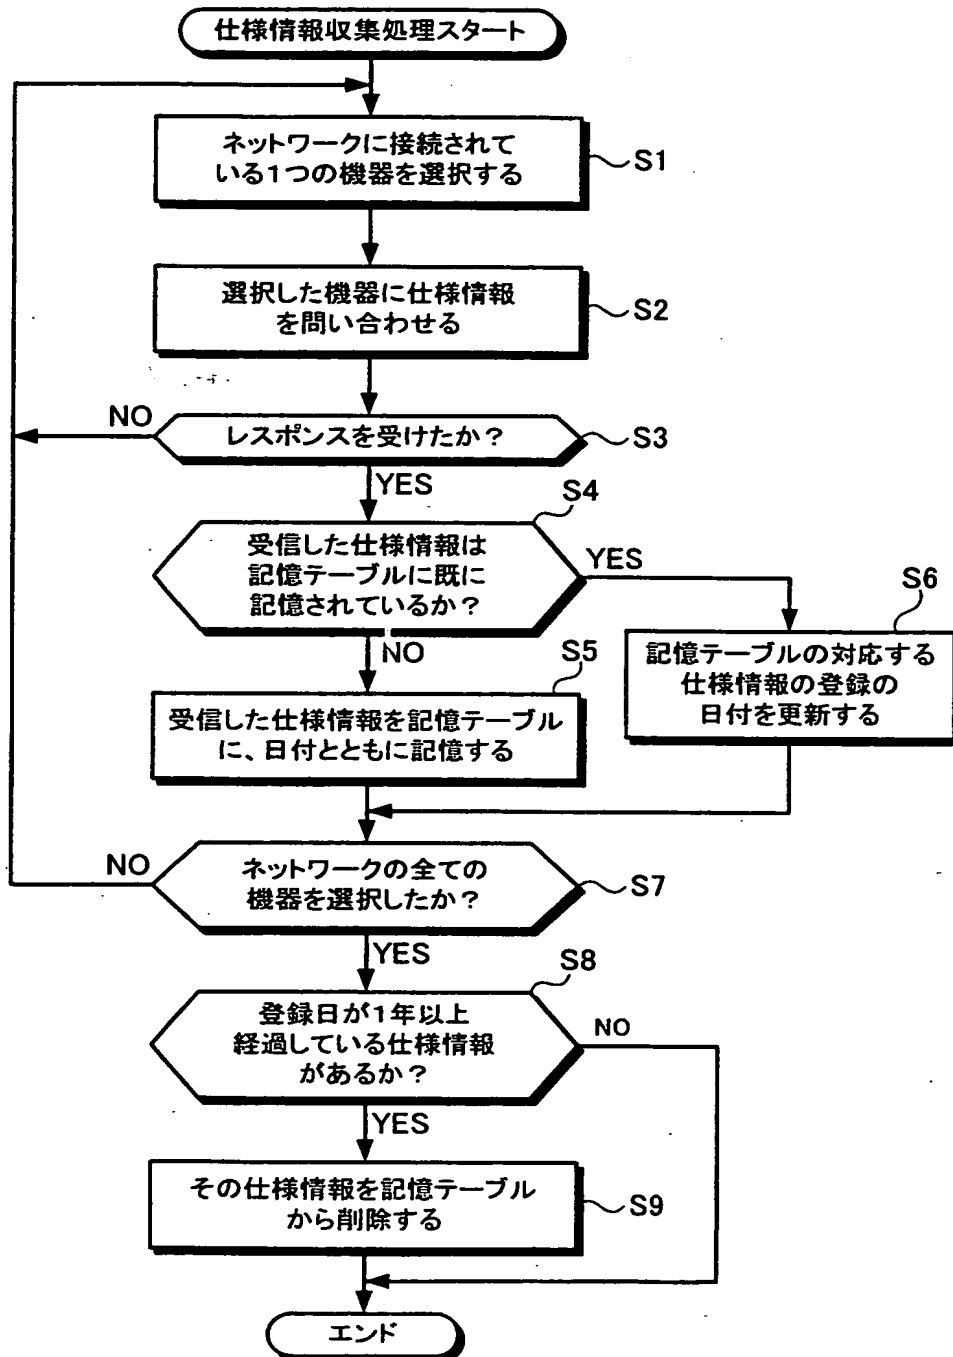 仕様情報収集処理スタート
ネットワークに接続されて
いる1つの機器を選択する
S1
選択した機器に仕様情報
を問い合わせる
S2
NO
レスポンスを受けたか？
S3
YES
S4
受信した仕様情報は
記憶テーブルに既に
記憶されているか？
YES
S6
NO
S5
記憶テーブルの対応する
仕様情報の登録の
日付を更新する
受信した仕様情報を記憶テーブル
に、日付とともに記憶する
NO
ネットワークの全ての
機器を選択したか？
S7
YES
S8
登録日が1年以上
経過している仕様情報
があるか？
NO
YES
その仕様情報を記憶テーブル
から削除する
S9
エンド